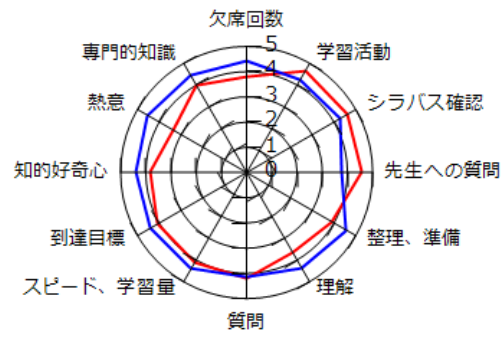 欠席回数
学習活動
シラバス確認
先生への質問
整理、準備
理解
質問
スピード、学習量
到達目標
知的好奇心
熱意
専門的知識
5
4
3
2
1
0